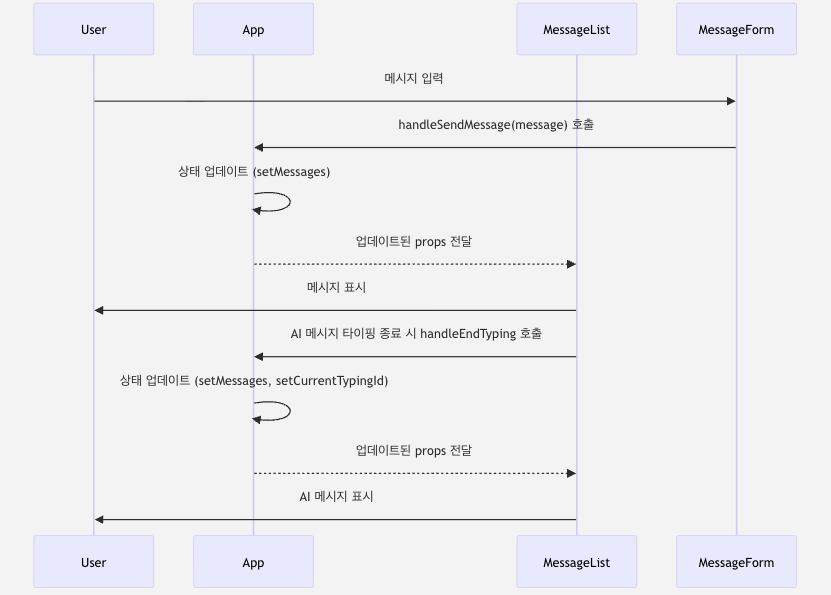 User
App
MessageList
MessageForm
메시지 입력
handleSendMessage(message) 호출
상태 업데이트 (setMessages)
업데이트된 props 전달
메시지 표시
AI 메시지 타이핑 종료 시 handleEndTyping 호출
상태 업데이트 (setMessages, setCurrentTypingId)
업데이트된 props 전달
AI 메시지 표시
User
App
MessageList
MessageForm